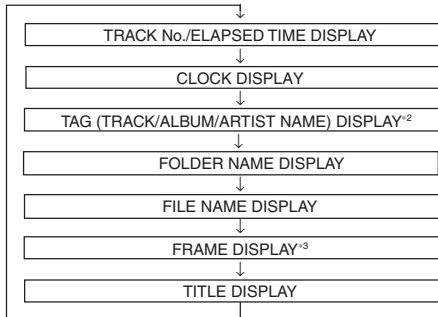 TRACK No./ELAPSED TIME DISPLAY
CLOCK DISPLAY
TAG (TRACK/ALBUM/ARTIST NAME) DISPLAY*2
FOLDER NAME DISPLAY
FILE NAME DISPLAY
FRAME DISPLAY*3
TITLE DISPLAY